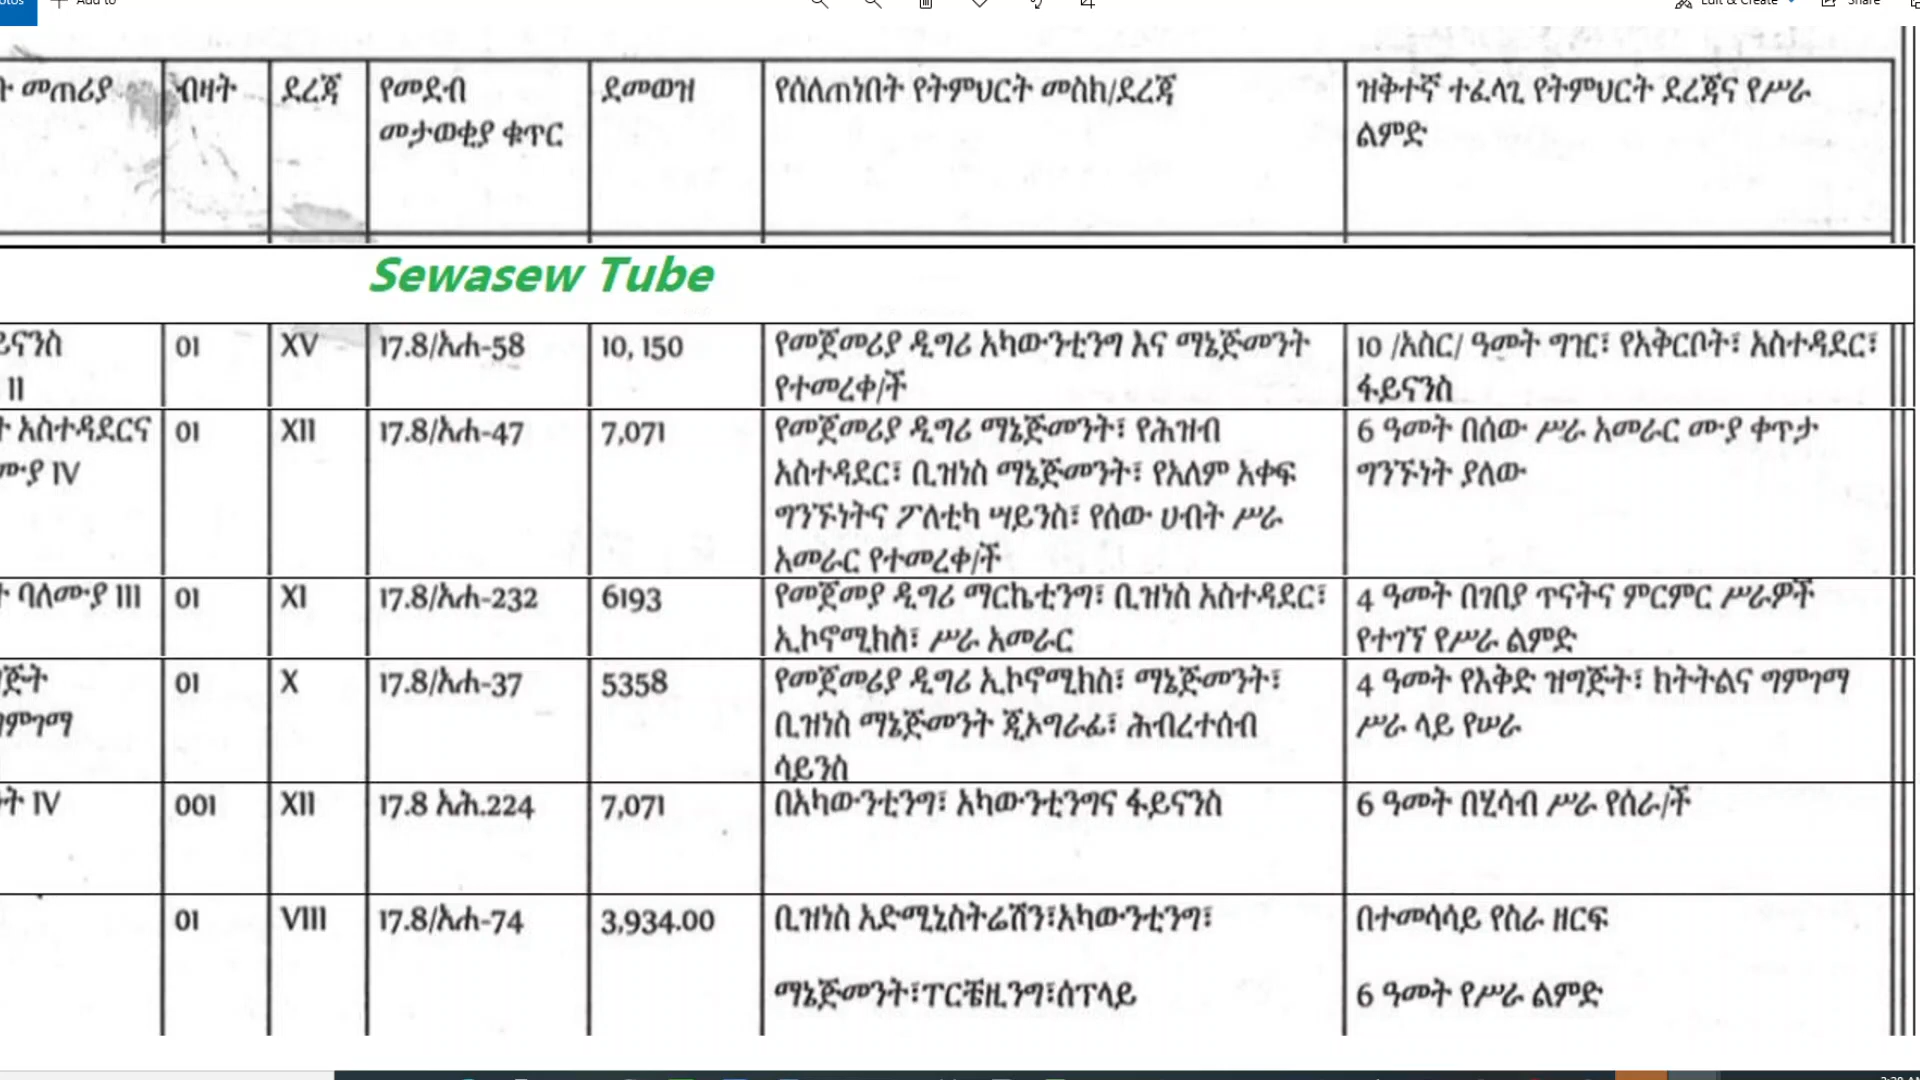 Add to
Edit & Create
Share
መጠሪያ
ብዛት
ደረጃ
የመደብ
መታወቂያ ቁጥር
ደመወዝ
የሰለጠነበት የትምህርት መስክ/ደረጃ
ዝቅተኛ ተፈላጊ የትምህርት ደረጃና የሥራ
ልምድ
Sewasew Tube
ይናንስ
II
01
XV
17.8/አሐ-58
10, 150
የመጀመሪያ ዲግሪ አካውንቲንግ እና ማኔጅመንት
የተመረቀ/ች
10 /አስር/ ዓመት ግዢ፣ የአቅርቦት፣ አስተዳደር፣
ፋይናንስ
ት አስተዳደርና
ሙያ IV
01
XII
17.8/አሐ-47
7,071
የመጀመሪያ ዲግሪ ማኔጅመንት፣ የሕዝብ
አስተዳደር፣ ቢዝነስ ማኔጅመንት፣ የአለም አቀፍ
ግንኙነትና ፖለቲካ ሣይንስ፣ የሰው ሀብት ሥራ
አመራር የተመረቀ/ች
6 ዓመት በሰው ሥራ አመራር ሙያ ቀጥታ
ግንኙነት ያለው
ት ባለሙያ III
01
XI
17.8/አሐ-232
6193
የመጀመያ ዲግሪ ማርኬቲንግ፣ ቢዝነስ አስተዳደር፣
ኢኮኖሚክስ፣ ሥራ አመራር
4 ዓመት በገበያ ጥናትና ምርምር ሥራዎች
የተገኘ የሥራ ልምድ
ጅት
ግምገማ
01
X
17.8/አሐ-37
5358
የመጀመሪያ ዲግሪ ኢኮኖሚክስ፣ ማኔጅመንት፣
ቢዝነስ ማኔጅመንት ጂኦግራፊ፣ ሕብረተሰብ
ሳይንስ
4 ዓመት የእቅድ ዝግጅት፣ ክትትልና ግምገማ
ሥራ ላይ የሠራ
ት IV
001
XII
17.8 አሕ.224
7,071
በአካውንቲንግ፣ አካውንቲንግና ፋይናንስ
6 ዓመት በሂሳብ ሥራ የሰራ/ች
01
VIII
17.8/አሐ-74
3,934.00
ቢዝነስ አድሚኒስትሬሽን፣አካውንቲንግ፣
ማኔጅመንት፣ፐርቼዚንግ፣ሰፕላይ
በተመሳሳይ የስራ ዘርፍ
6 ዓመት የሥራ ልምድ